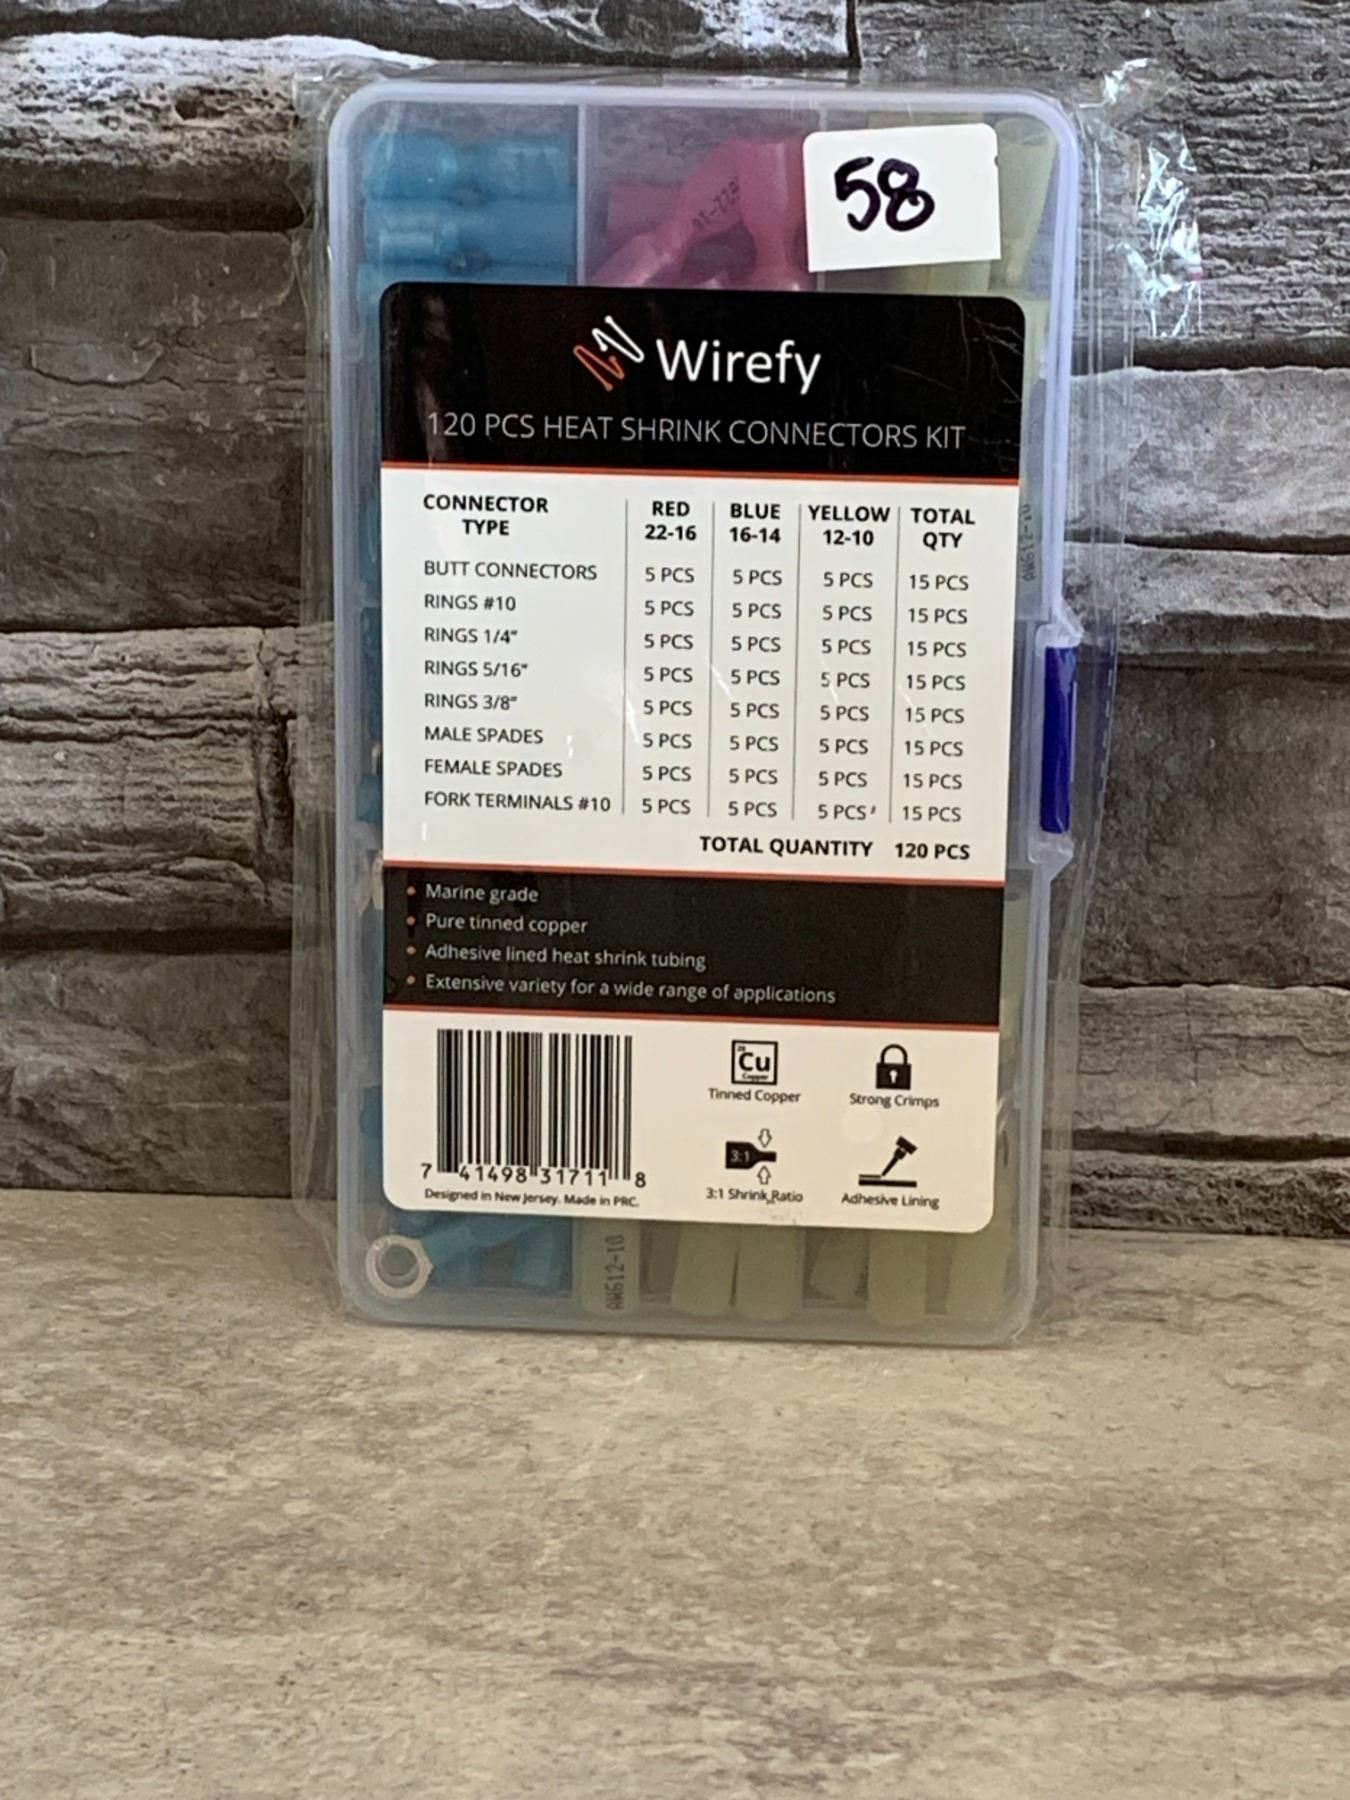 58
Wirefy
120 PCS HEAT SHRINK CONNECTORS KIT
CONNECTOR TYPE RED 22-16 BLUE 16-14 YELLOW 12-10 TOTAL QTY
BUTT CONNECTORS 5 PCS 5 PCS 5 PCS 15 PCS
RINGS #10 5 PCS 5 PCS 5 PCS 15 PCS
RINGS 1/4" 5 PCS 5 PCS 5 PCS 15 PCS
RINGS 5/16" 5 PCS 5 PCS 5 PCS 15 PCS
RINGS 3/8" 5 PCS 5 PCS 5 PCS 15 PCS
MALE SPADES 5 PCS 5 PCS 5 PCS 15 PCS
FEMALE SPADES 5 PCS 5 PCS 5 PCS 15 PCS
FORK TERMINALS #10 5 PCS 5 PCS 5 PCS 15 PCS
TOTAL QUANTITY 120 PCS
• Marine grade
• Pure tinned copper
• Adhesive lined heat shrink tubing
• Extensive variety for a wide range of applications
Cu
Copper
Tinned Copper
Strong Crimps
3:1
3:1 Shrink Ratio
Adhesive Lining
7 41498 31711 8
Designed in New Jersey. Made in PRC.
AWG12-10
AWG12-10